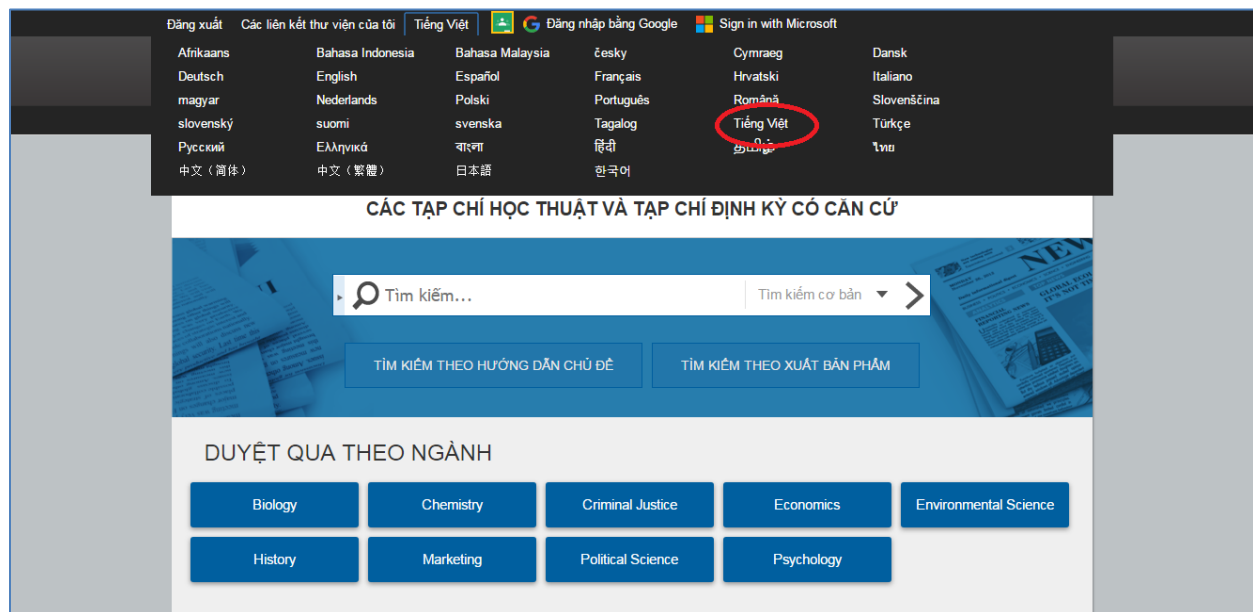 Đăng xuất Các liên kết thư viện của tôi Tiếng Việt Đăng nhập bằng Google Sign in with Microsoft
Afrikaans Bahasa Indonesia Bahasa Malaysia česky Cymraeg Dansk
Deutsch English Español Français Hrvatski Italiano
magyar Nederlands Polski Português Română Slovenščina
slovenský suomi svenska Tagalog Tiếng Việt Türkçe
Русский Ελληνικά বাংলা हिंदी தமிழ் ไทย
中文（简体） 中文（繁體） 日本語 한국어
CÁC TẠP CHÍ HỌC THUẬT VÀ TẠP CHÍ ĐỊNH KỲ CÓ CĂN CỨ
Tìm kiếm... Tìm kiếm cơ bản
TÌM KIẾM THEO HƯỚNG DẪN CHỦ ĐỀ TÌM KIẾM THEO XUẤT BẢN PHẨM
NEW
GLOBAL ECO
DUYỆT QUA THEO NGÀNH
Biology Chemistry Criminal Justice Economics Environmental Science
History Marketing Political Science Psychology